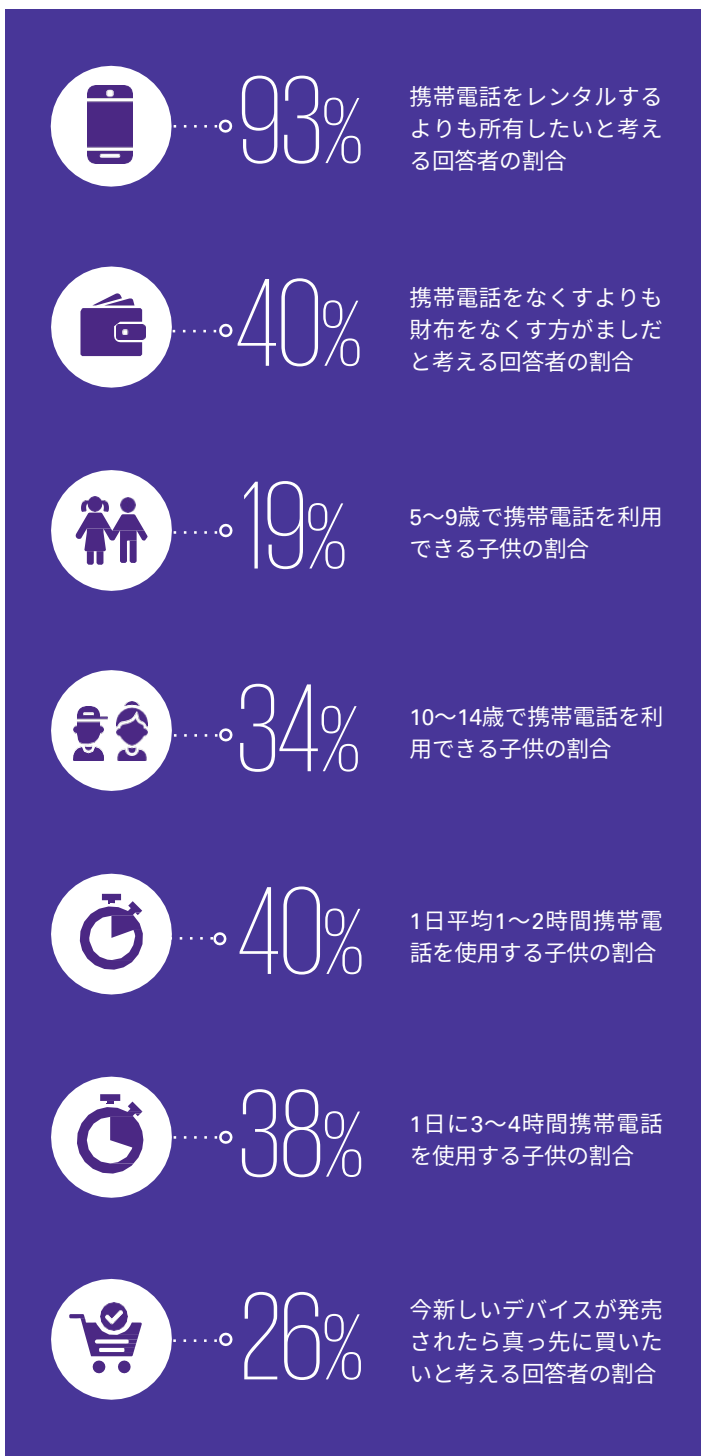 93%
携帯電話をレンタルする
よりも所有したいと考え
る回答者の割合
40%
携帯電話をなくすよりも
財布をなくす方がましだ
と考える回答者の割合
19%
5〜9歳で携帯電話を利用
できる子供の割合
34%
10〜14歳で携帯電話を利
用できる子供の割合
40%
1日平均1〜2時間携帯電
話を使用する子供の割合
38%
1日に3〜4時間携帯電話
を使用する子供の割合
26%
今新しいデバイスが発売
されたら真っ先に買いた
いと考える回答者の割合